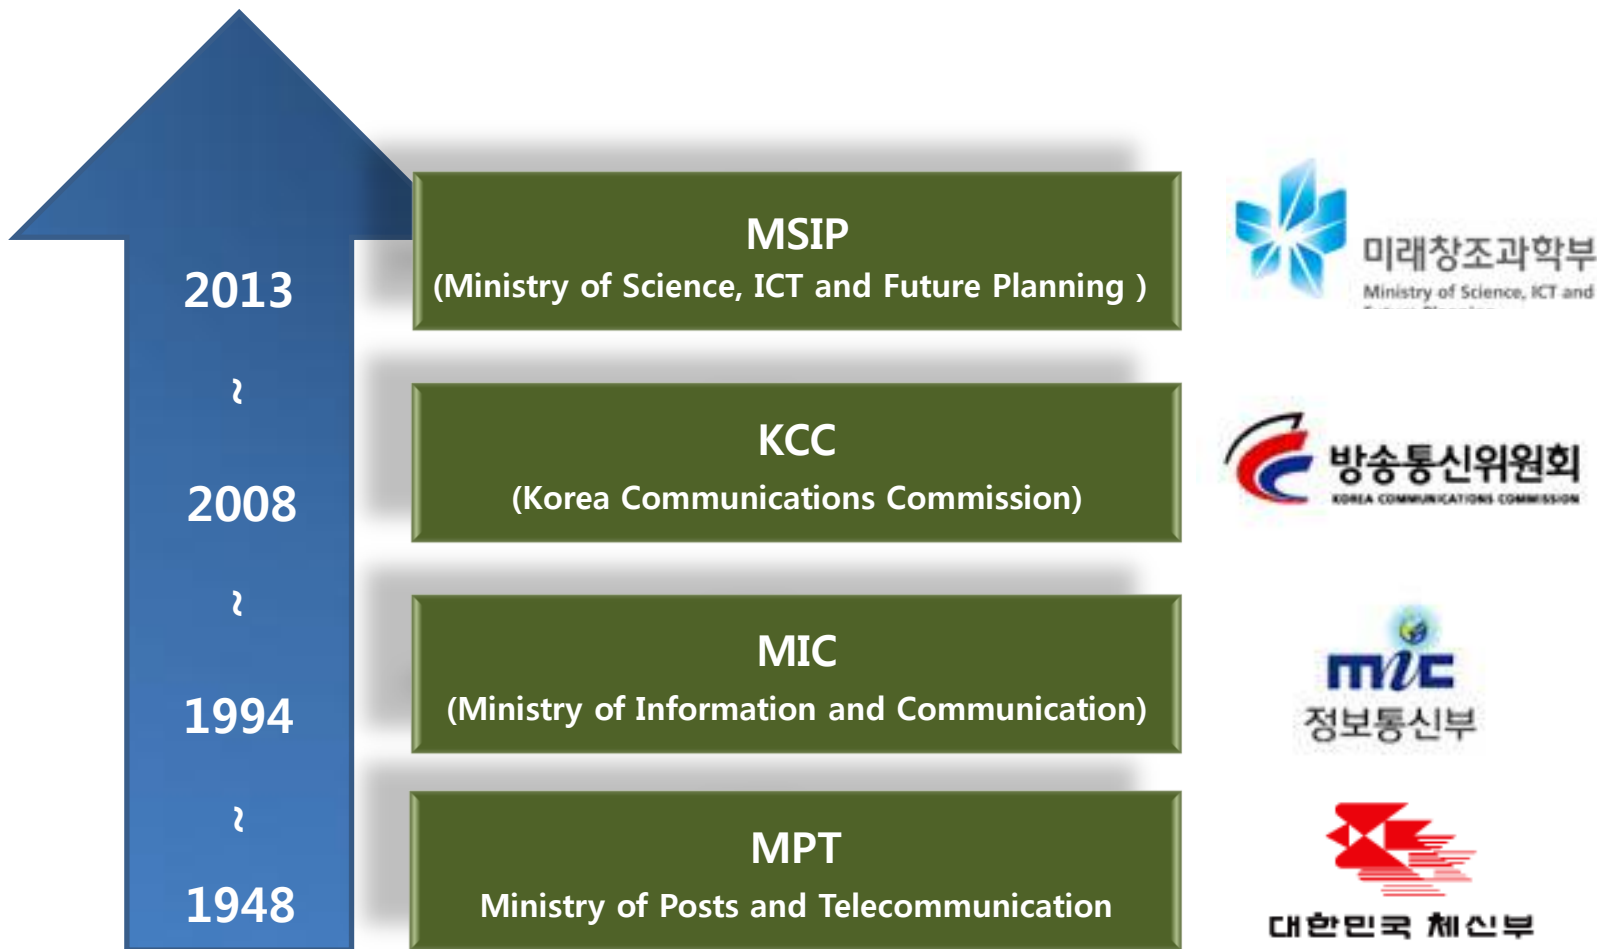 MSIP
(Ministry of Science, ICT and Future Planning )
미래창조과학부
Ministry of Science, ICT and
2013
~
KCC
(Korea Communications Commission)
방송통신위원회
KOREA COMMUNICATIONS COMMISSION
2008
~
MIC
(Ministry of Information and Communication)
mic
정보통신부
1994
~
MPT
Ministry of Posts and Telecommunication
대한민국 체신부
1948